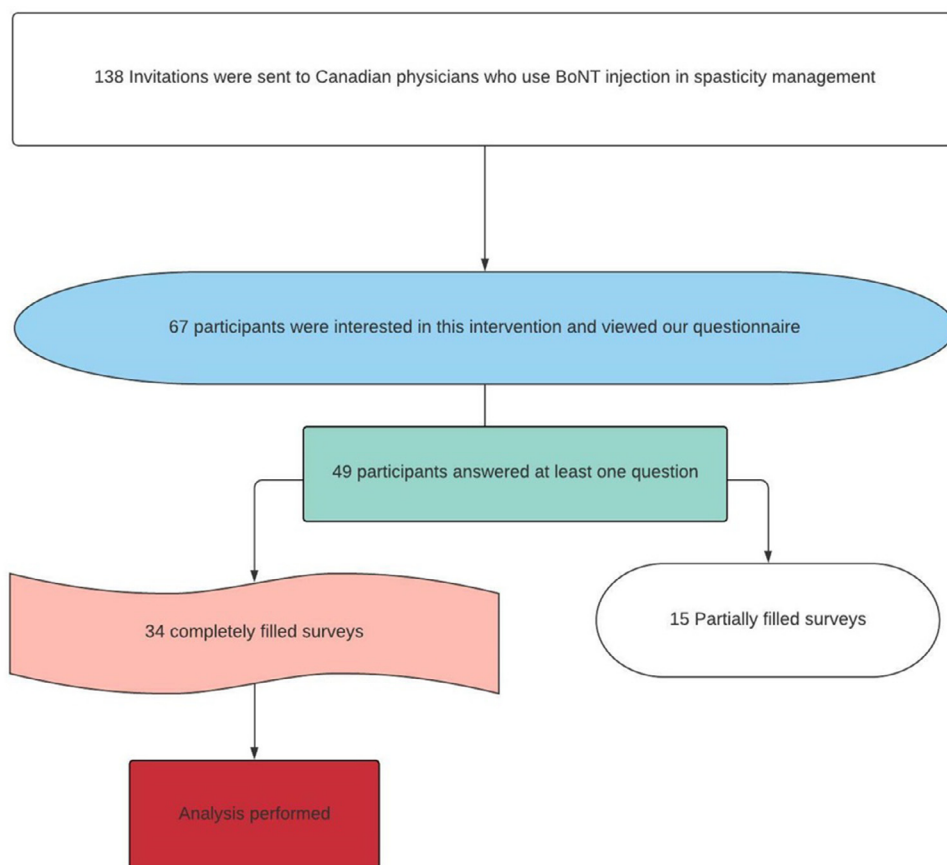 138 Invitations were sent to Canadian physicians who use BoNT injection in spasticity management
67 participants were interested in this intervention and viewed our questionnaire
49 participants answered at least one question
34 completely filled surveys
15 Partially filled surveys
Analysis performed